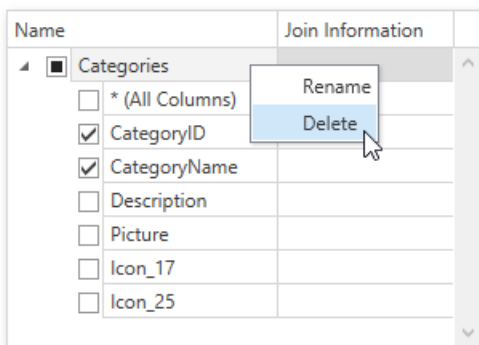 Name Join Information
Categories
Rename
* (All Columns)
Delete
CategoryID
CategoryName
Description
Picture
Icon_17
Icon_25